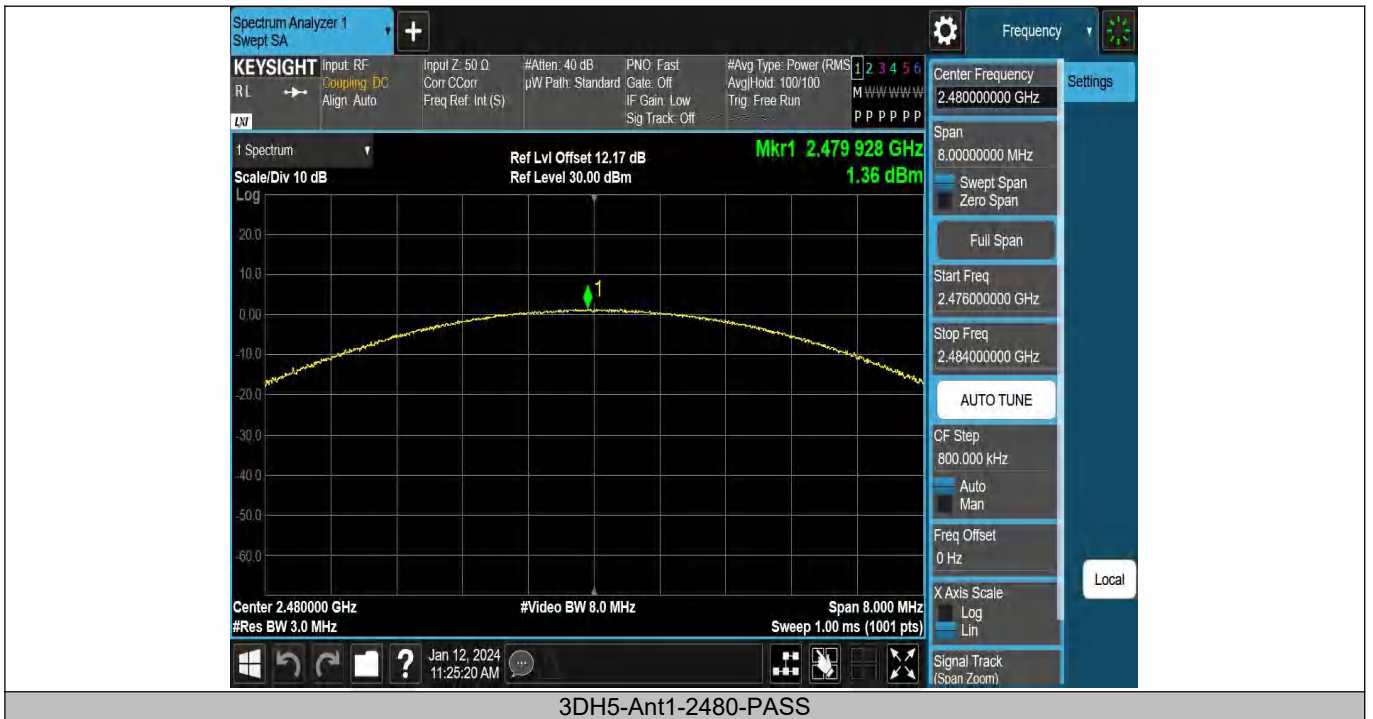 Spectrum Analyzer 1
Swept SA
+
Frequency
KEYSIGHT
RL
LXI
Input: RF
Coupling: DC
Align: Auto
Input Z: 50 Ω
Corr CCorr
Freq Ref: Int (S)
#Atten: 40 dB
µW Path: Standard
PNO: Fast
Gate: Off
IF Gain: Low
Sig Track: Off
#Avg Type: Power (RMS
Avg|Hold: 100/100
Trig: Free Run
1 2 3 4 5 6
M W W W W W
P P P P P P
1 Spectrum
Scale/Div 10 dB
Log
Ref Lvl Offset 12.17 dB
Ref Level 30.00 dBm
Mkr1 2.479 928 GHz
1.36 dBm
20.0
10.0
0.00
-10.0
-20.0
-30.0
-40.0
-50.0
-60.0
1
Center 2.480000 GHz
#Res BW 3.0 MHz
#Video BW 8.0 MHz
Span 8.000 MHz
Sweep 1.00 ms (1001 pts)
Center Frequency
2.480000000 GHz
Settings
Span
8.00000000 MHz
Swept Span
Zero Span
Full Span
Start Freq
2.476000000 GHz
Stop Freq
2.484000000 GHz
AUTO TUNE
CF Step
800.000 kHz
Auto
Man
Freq Offset
0 Hz
X Axis Scale
Log
Lin
Local
Signal Track
(Span Zoom)
?
Jan 12, 2024
11:25:20 AM
3DH5-Ant1-2480-PASS